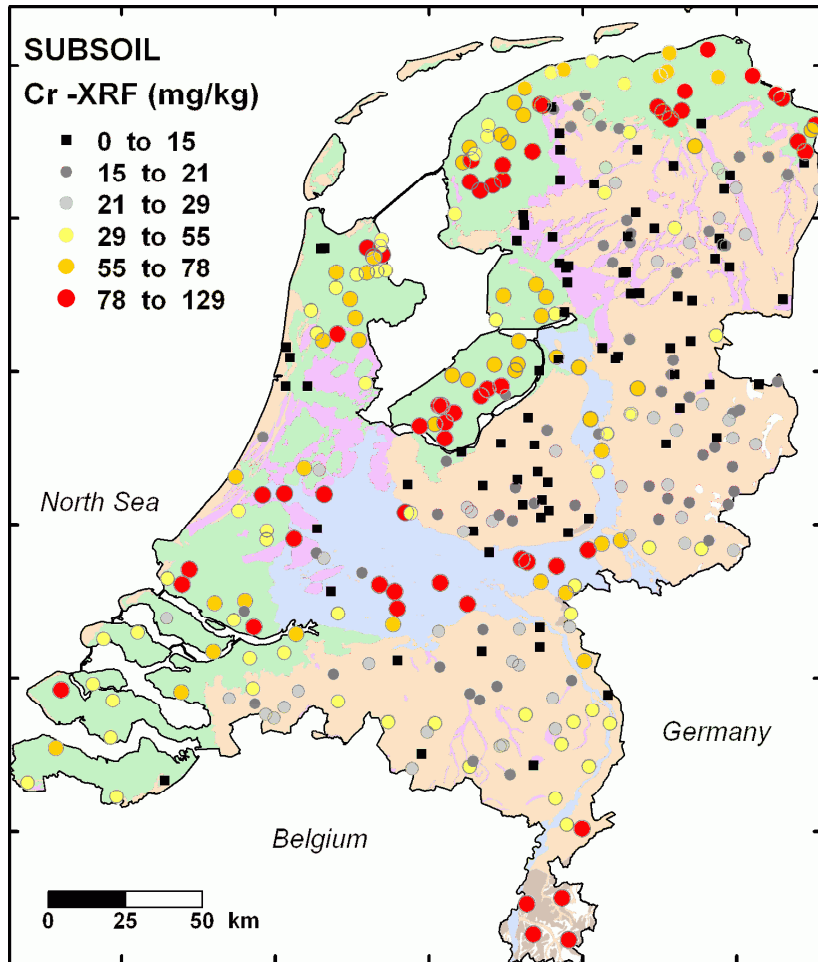 SUBSOIL
Cr -XRF (mg/kg)
0 to 15
15 to 21
21 to 29
29 to 55
55 to 78
78 to 129
North Sea
Germany
Belgium
0 25 50 km